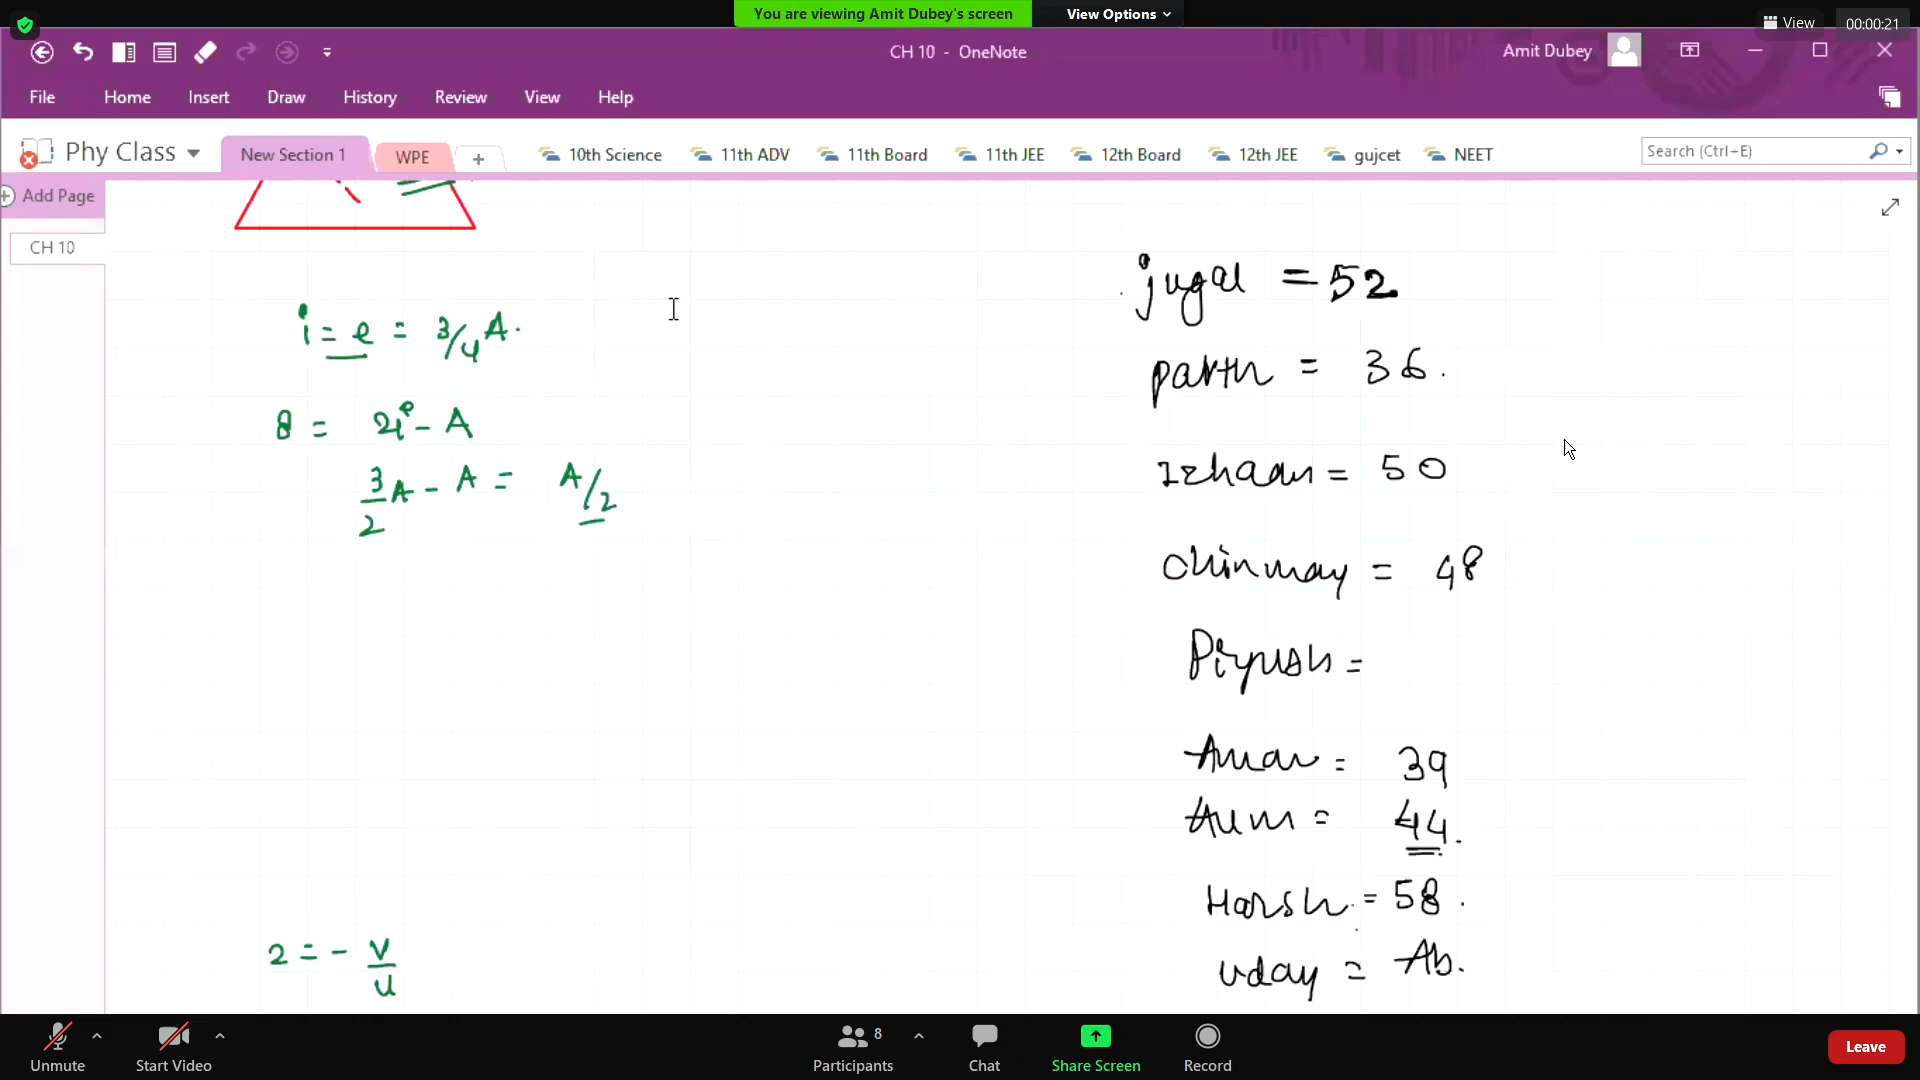 You are viewing Amit Dubey's screen
View Options
View
00:00:21
CH 10 - OneNote
Amit Dubey
File
Home
Insert
Draw
History
Review
View
Help
Phy Class
New Section 1
WPE
10th Science
11th ADV
11th Board
11th JEE
12th Board
12th JEE
gujcet
NEET
Search (Ctrl+E)
Add Page
CH 10
i = e = 3/4 A.
8 = 2i - A
3/2 A - A = A/2
2 = - v/u
jugal = 52
parth = 36.
= 50
Chinmay = 48
Piyush =
Aman = 39
= 44.
Harsh = 58.
uday = Ab.
Unmute
Start Video
Participants
8
Chat
Share Screen
Record
Leave